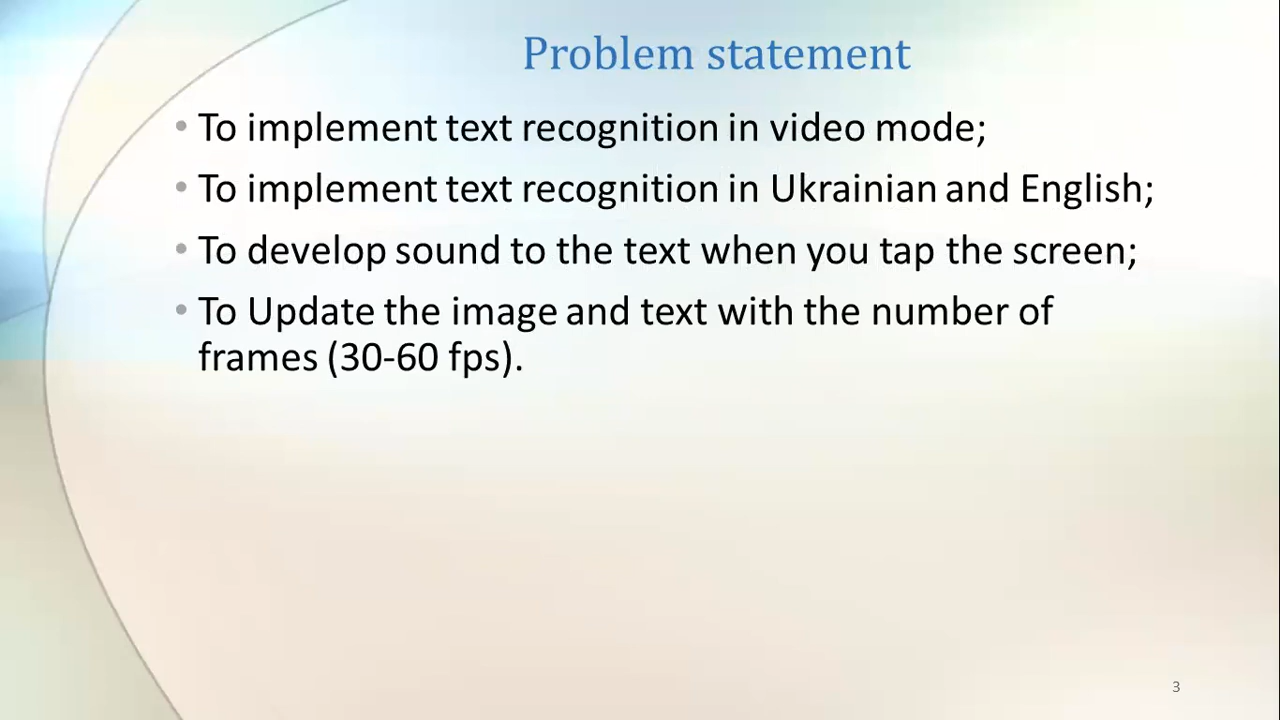 Problem statement
• To implement text recognition in video mode;
• To implement text recognition in Ukrainian and English;
• To develop sound to the text when you tap the screen;
• To Update the image and text with the number of
frames (30-60 fps).
3